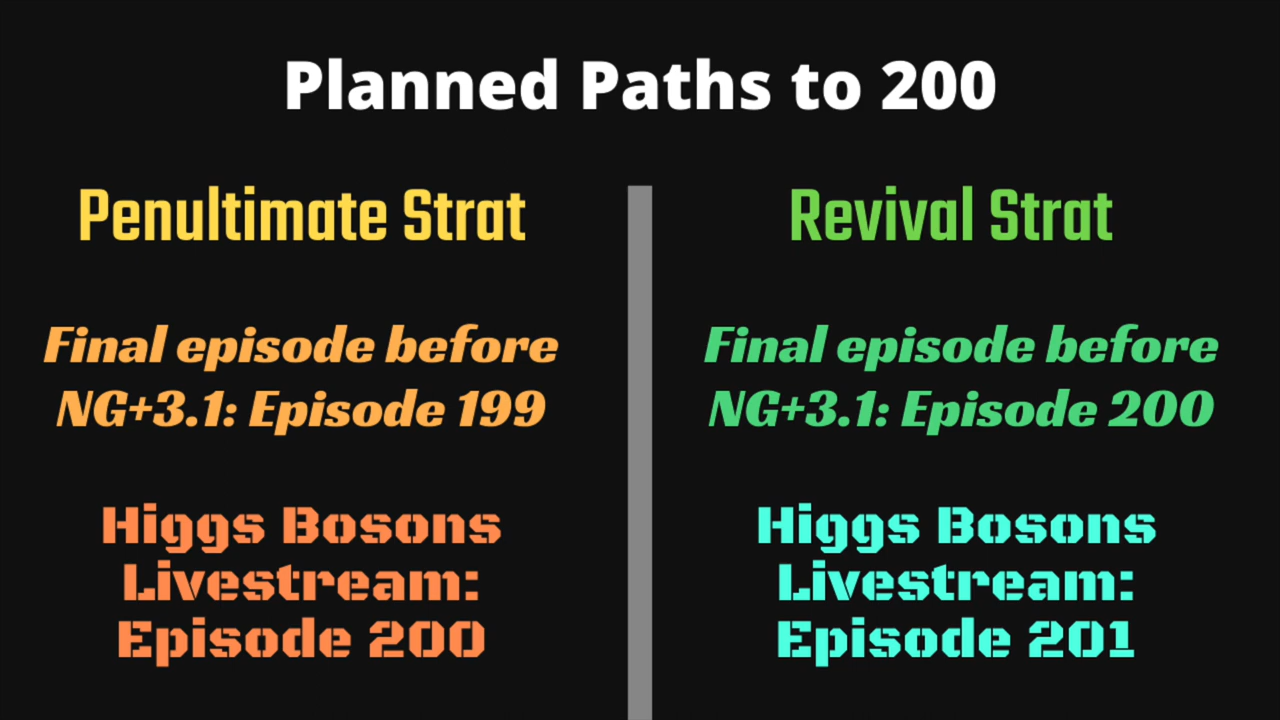 Planned Paths to 200
Penultimate Strat
Final episode before
NG+3.1: Episode 199
Higgs Bosons
Livestream:
Episode 200
Revival Strat
Final episode before
NG+3.1: Episode 200
Higgs Bosons
Livestream:
Episode 201